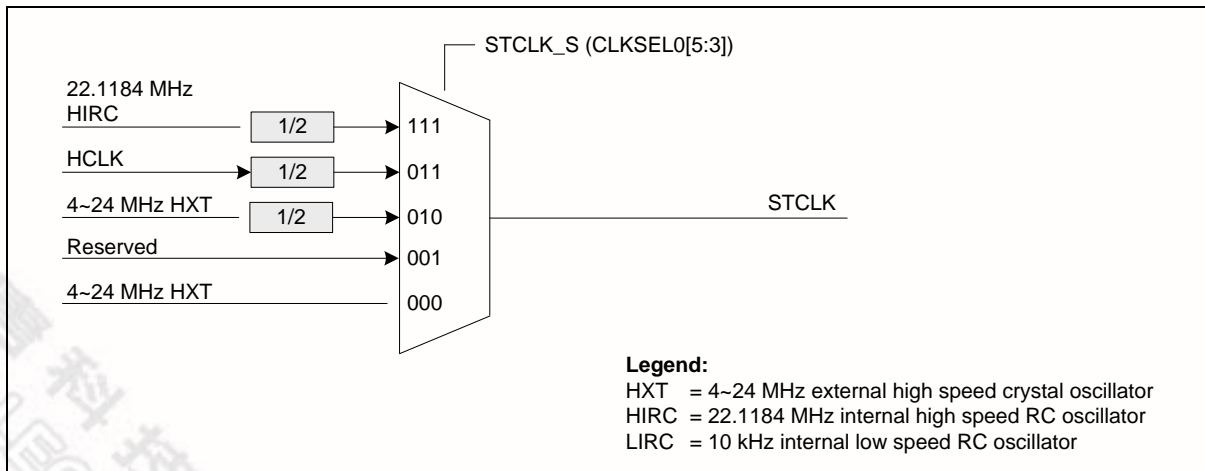 STCLK_S (CLKSEL0[5:3])
22.1184 MHz
HIRC
1/2
111
HCLK
1/2
011
4~24 MHz HXT
1/2
010
STCLK
Reserved
001
4~24 MHz HXT
000
Legend:
HXT = 4~24 MHz external high speed crystal oscillator
HIRC = 22.1184 MHz internal high speed RC oscillator
LIRC = 10 kHz internal low speed RC oscillator
科